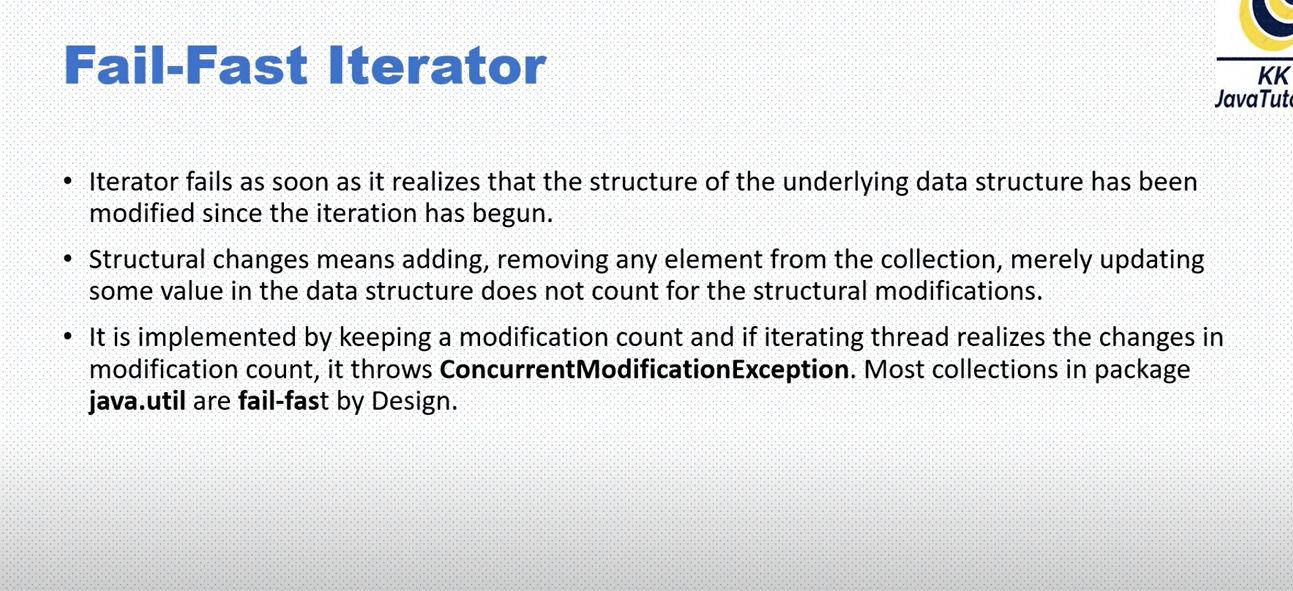 Fail-Fast Iterator
KK
• Iterator fails as soon as it realizes that the structure of the underlying data structure has been
modified since the iteration has begun.
• Structural changes means adding, removing any element from the collection, merely updating
some value in the data structure does not count for the structural modifications.
• It is implemented by keeping a modification count and if iterating thread realizes the changes in
modification count, it throws ConcurrentModificationException. Most collections in package
java.util are fail-fast by Design.